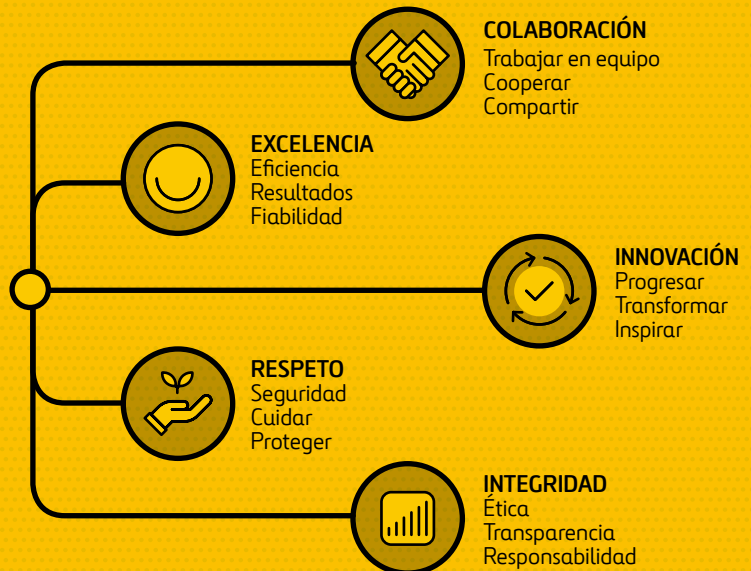 COLABORACIÓN
Trabajar en equipo
Cooperar
Compartir
EXCELENCIA
Eficiencia
Resultados
Fiabilidad
INNOVACIÓN
Progresar
Transformar
Inspirar
RESPETO
Seguridad
Cuidar
Proteger
INTEGRIDAD
Ética
Transparencia
Responsabilidad